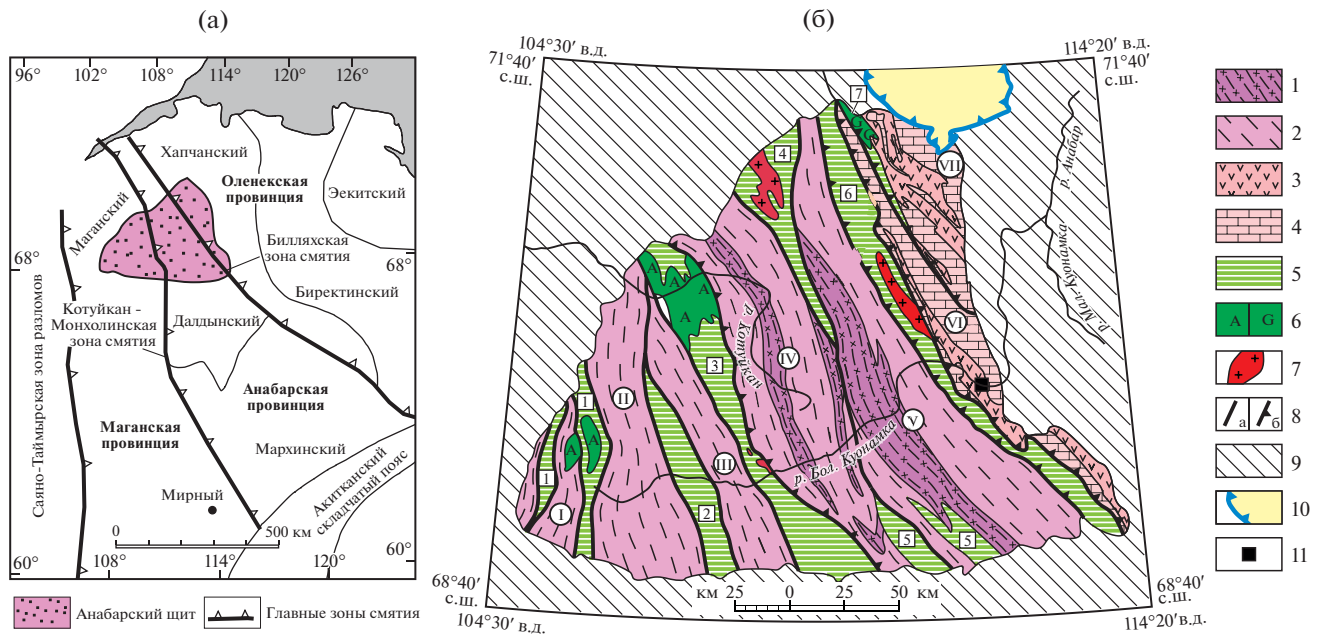 (а)
96° 102° 108° 114° 120° 126°
Хапчанский
Оленекская
провинция
Эекитский
Маганский
Билляхская
зона смятия
68°
68°
Биректинский
Котуйкан -
Монхолинская
зона смятия
Далдынский
Саяно-Таймырская зона разломов
Анабарская
провинция
Маганская
провинция
Мархинский
Акитканский
складчатый пояс
Мирный
0 500 км
60°
60°
108° 114° 120°
Анабарский щит
Главные зоны смятия
(б)
104°30′ в.д.
71°40′
с.ш.
114°20′ в.д.
71°40′
с.ш.
7
G
G
4
р. Анабар
VII
6
р. Мал. Куонамка
A
A
A
A
р. Котуйкан
VI
IV
3
II
1
V
A
A
р. Бол. Куонамка
1
III
I
2
5
5
68°40′
с.ш.
104°30′ в.д.
км 25 0 25 50 км
68°40′
с.ш.
114°20′ в.д.
1
2
3
4
5
A G 6
7
а б 8
9
10
11